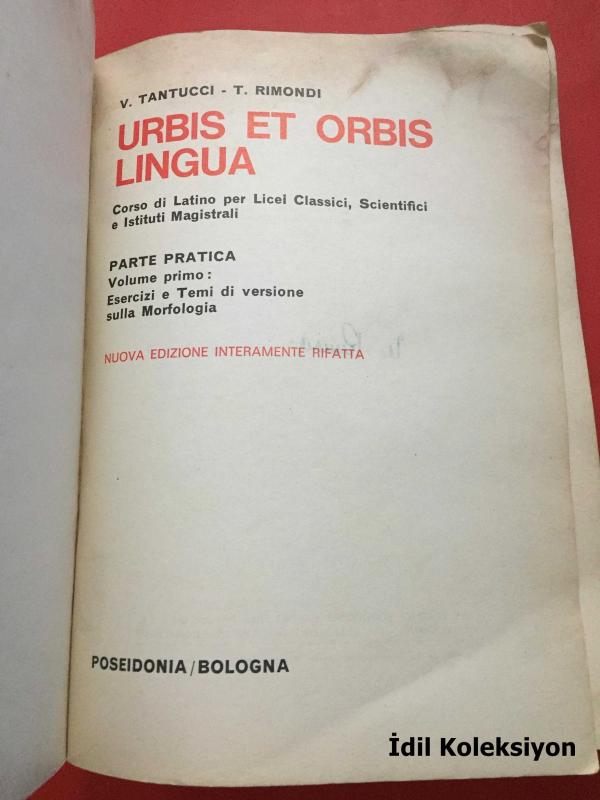 V. TANTUCCI - T. RIMONDI
URBIS ET ORBIS
LINGUA
Corso di Latino per Licei Classici, Scientifici
e Istituti Magistrali
PARTE PRATICA
Volume primo:
Esercizi e Temi di versione
sulla Morfologia
NUOVA EDIZIONE INTERAMENTE RIFATTA
POSEIDONIA/BOLOGNA
İdil Koleksiyon